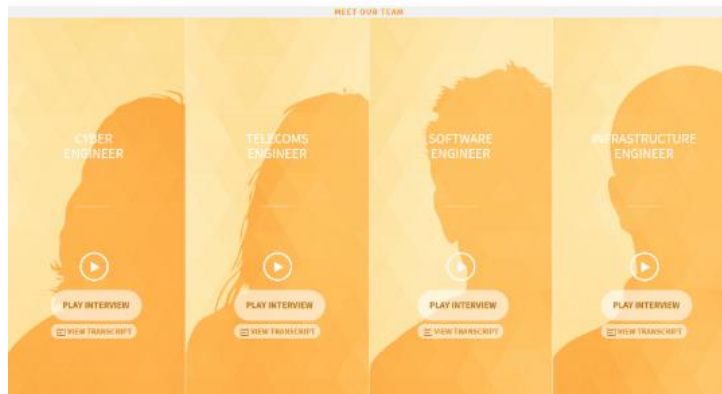 MEET OUR TEAM
CYBER
ENGINEER
PLAY INTERVIEW
VIEW TRANSCRIPT
TELECOMS
ENGINEER
PLAY INTERVIEW
VIEW TRANSCRIPT
SOFTWARE
ENGINEER
PLAY INTERVIEW
VIEW TRANSCRIPT
INFRASTRUCTURE
ENGINEER
PLAY INTERVIEW
VIEW TRANSCRIPT